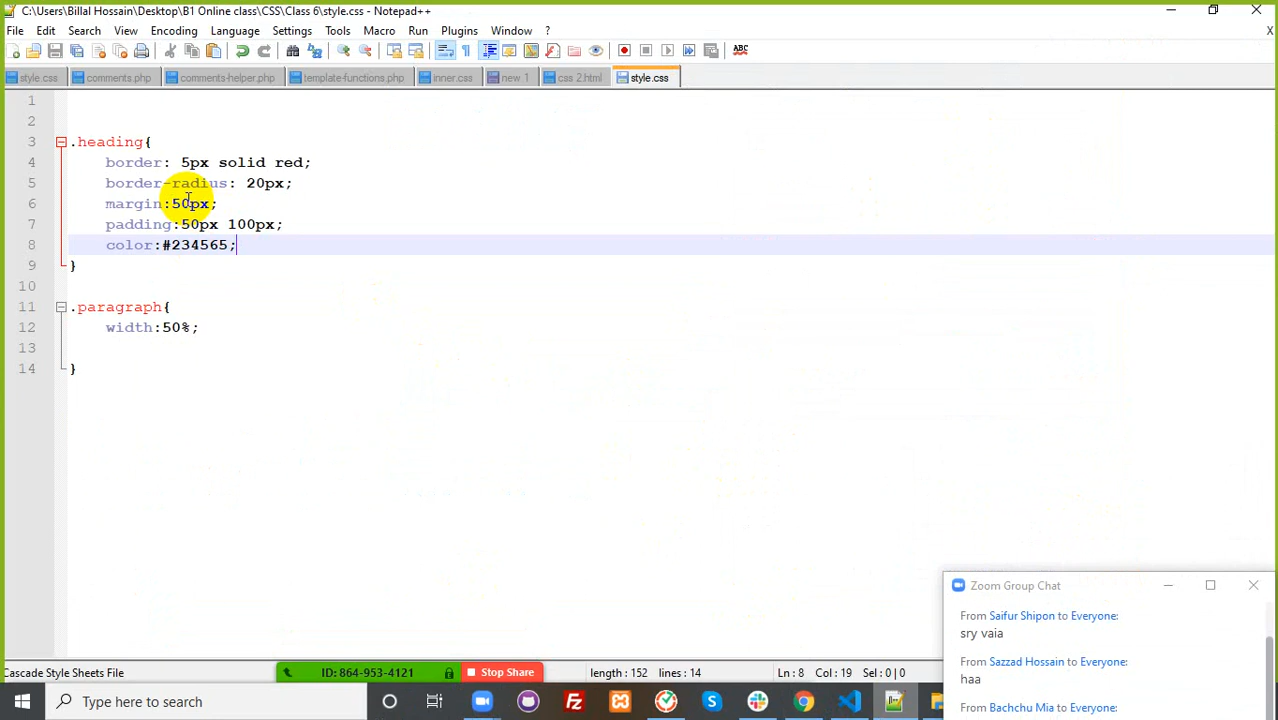 C:\Users\Billal Hossain\Desktop\B1 Online class\CSS\Class 6\style.css - Notepad++
File Edit Search View Encoding Language Settings Tools Macro Run Plugins Window ? X
ABC
style.css comments.php comments-helper.php template-functions.php inner.css new 1 css 2.html style.css
1
2
3 .heading{
4 border: 5px solid red;
5 border-radius: 20px;
6 margin:50px;
7 padding:50px 100px;
8 color:#234565;
9 }
10
11 .paragraph{
12 width:50%;
13
14 }
Zoom Group Chat
From Saifur Shipon to Everyone:
sry vaia
From Sazzad Hossain to Everyone:
haa
From Bachchu Mia to Everyone:
Cascade Style Sheets File ID: 864-953-4121 Stop Share length : 152 lines : 14 Ln : 8 Col : 19 Sel : 0 | 0
Type here to search